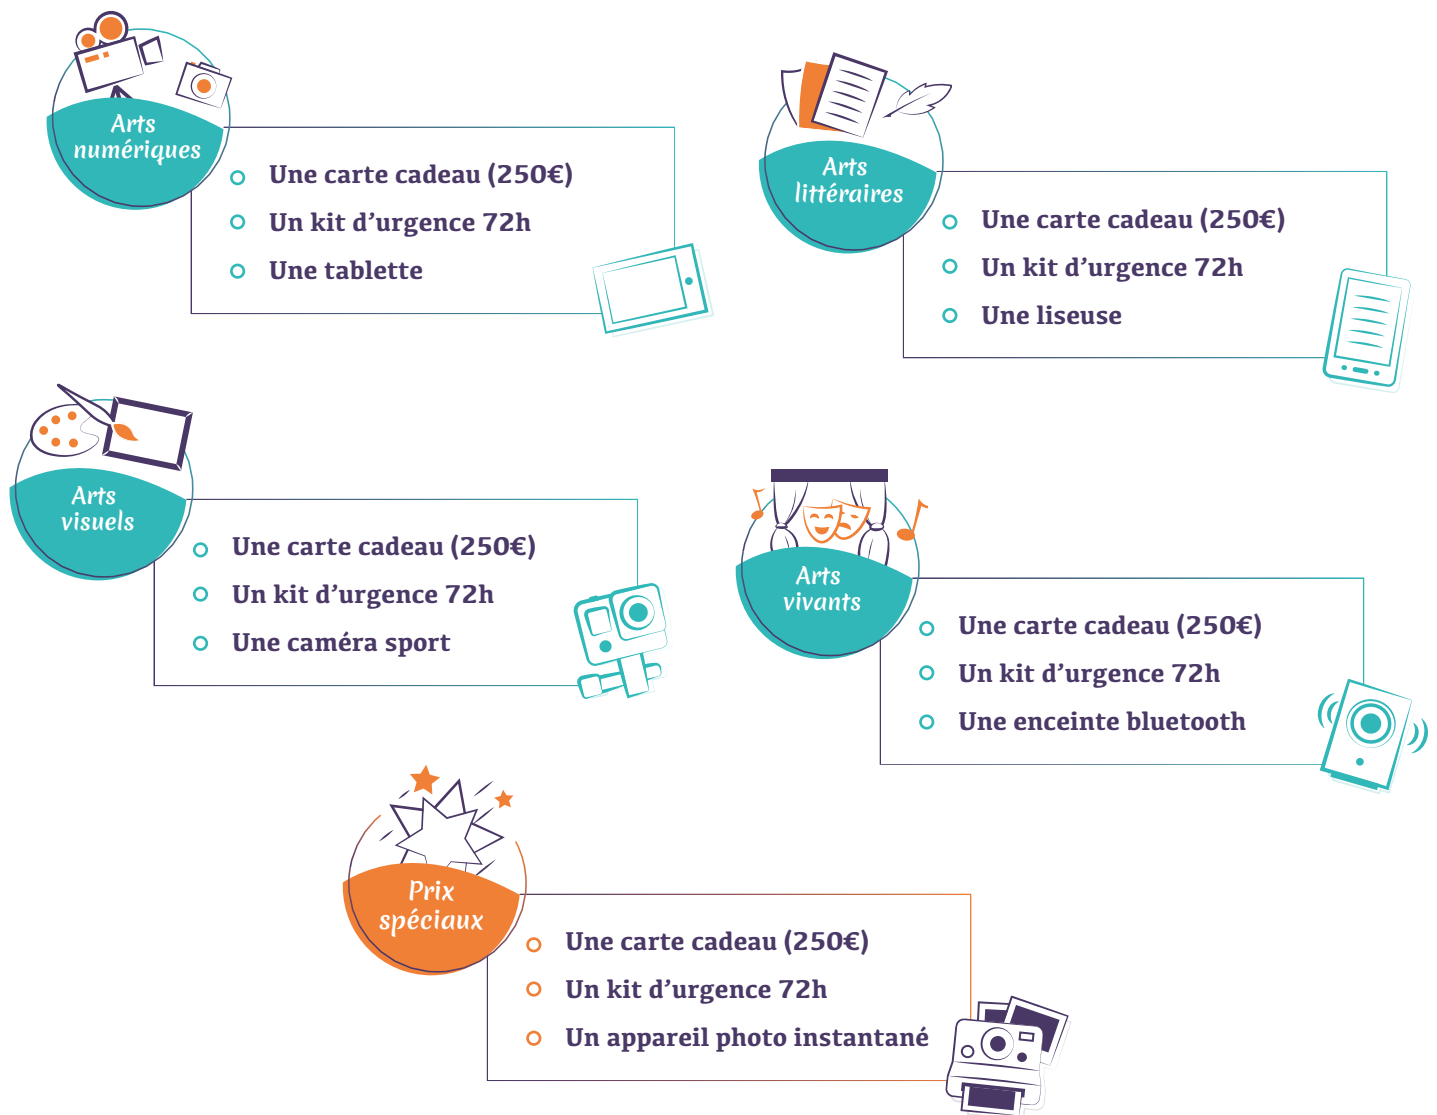 Arts
numériques
Une carte cadeau (250€)
Un kit d’urgence 72h
Une tablette
Arts
littéraires
Une carte cadeau (250€)
Un kit d’urgence 72h
Une liseuse
Arts
visuels
Une carte cadeau (250€)
Un kit d’urgence 72h
Une caméra sport
Arts
vivants
Une carte cadeau (250€)
Un kit d’urgence 72h
Une enceinte bluetooth
Prix
spéciaux
Une carte cadeau (250€)
Un kit d’urgence 72h
Un appareil photo instantané